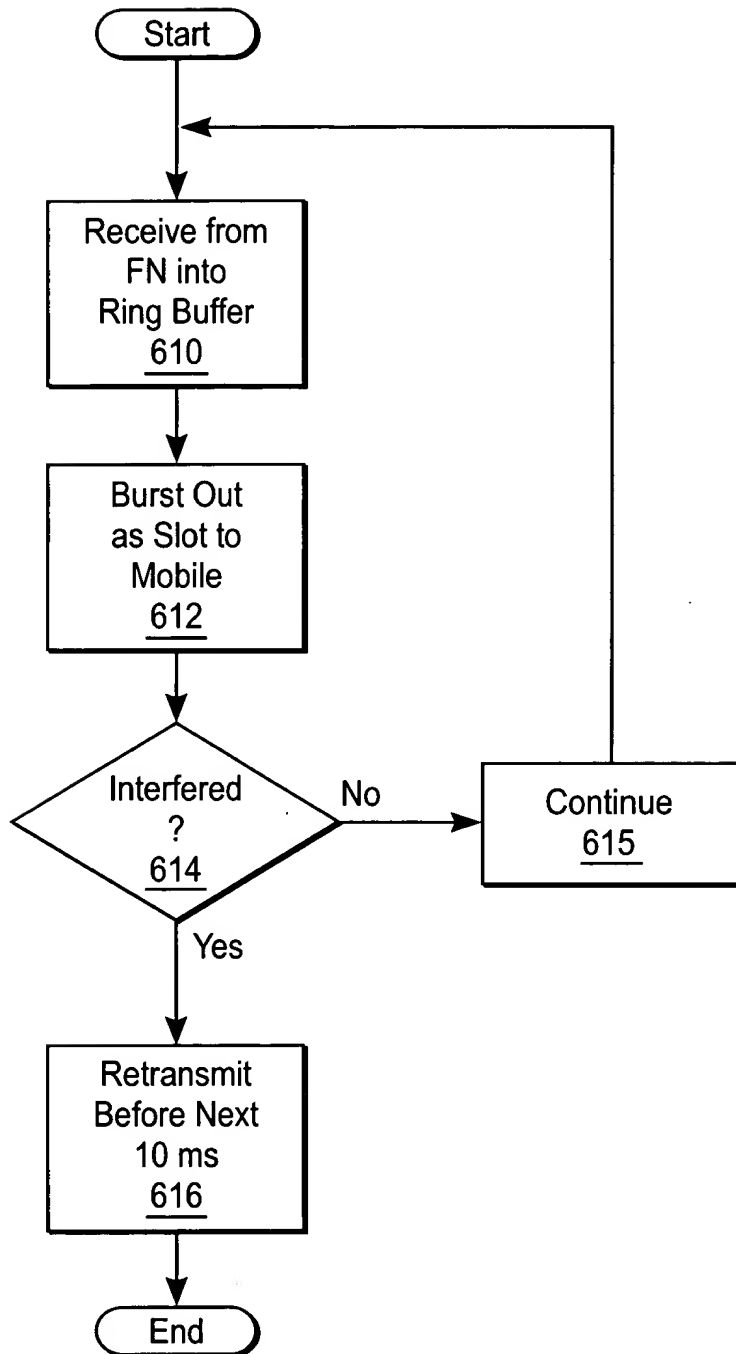 Start
Receive from
FN into
Ring Buffer
610
Burst Out
as Slot to
Mobile
612
Interfered
?
614
No
Continue
615
Yes
Retransmit
Before Next
10 ms
616
End